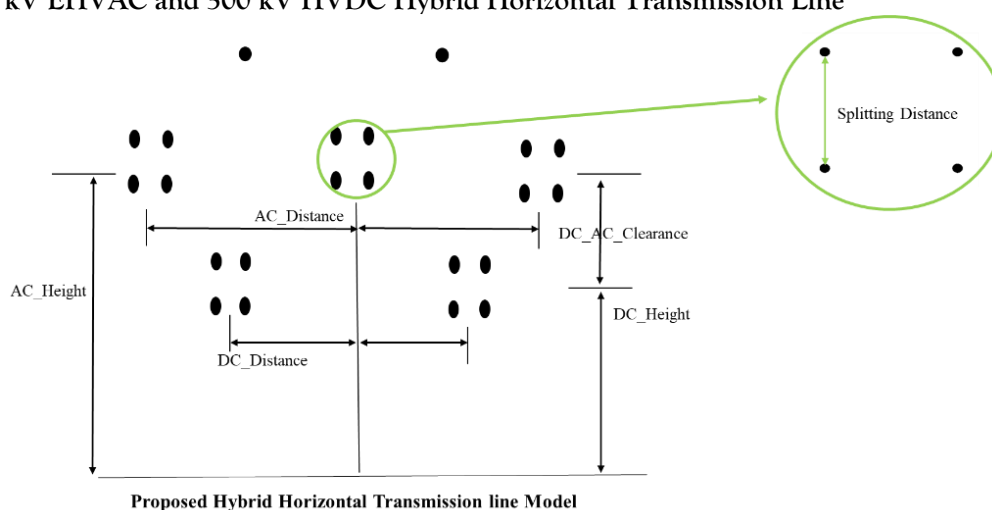 kV EHVAC and 500 kV HVDC Hybrid Horizontal Transmission Line
Splitting Distance
AC_Distance
DC_AC_Clearance
AC_Height
DC_Height
DC_Distance
Proposed Hybrid Horizontal Transmission line Model